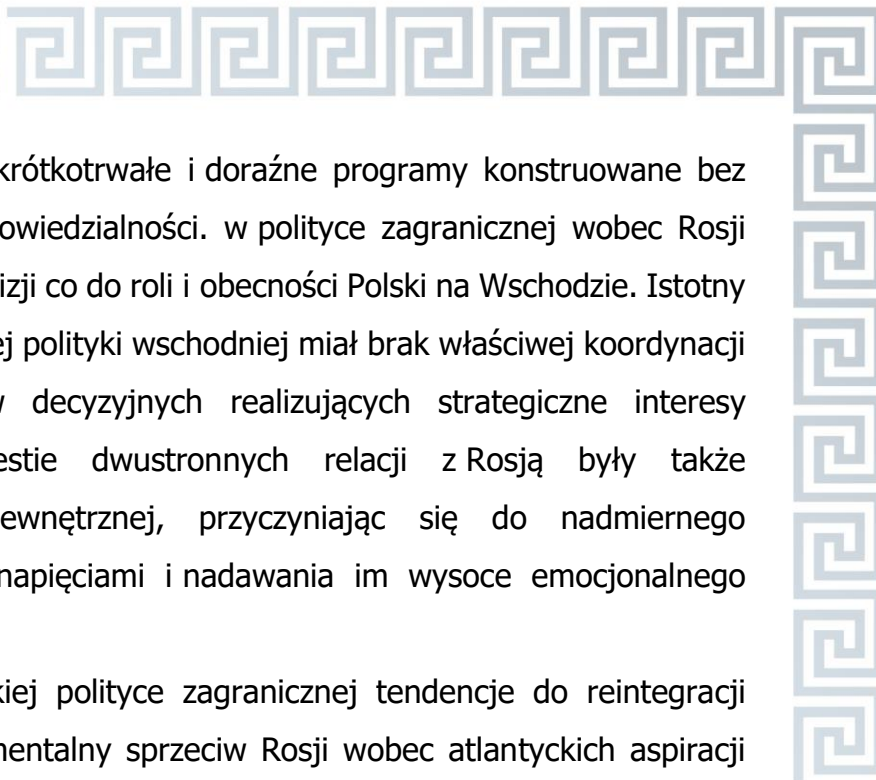 krótkotrwałe i doraźne programy konstruowane bez
powiedzialności. w polityce zagranicznej wobec Rosji
izji co do roli i obecności Polski na Wschodzie. Istotny
ej polityki wschodniej miał brak właściwej koordynacji
decyzyjnych realizujących strategiczne interesy
estie dwustronnych relacji z Rosją były także
ewnętrznej, przyczyniając się do nadmiernego
napięciami i nadawania im wysoce emocjonalnego
kiej polityce zagranicznej tendencje do reintegracji
mentalny sprzeciw Rosji wobec atlantyckich aspiracji